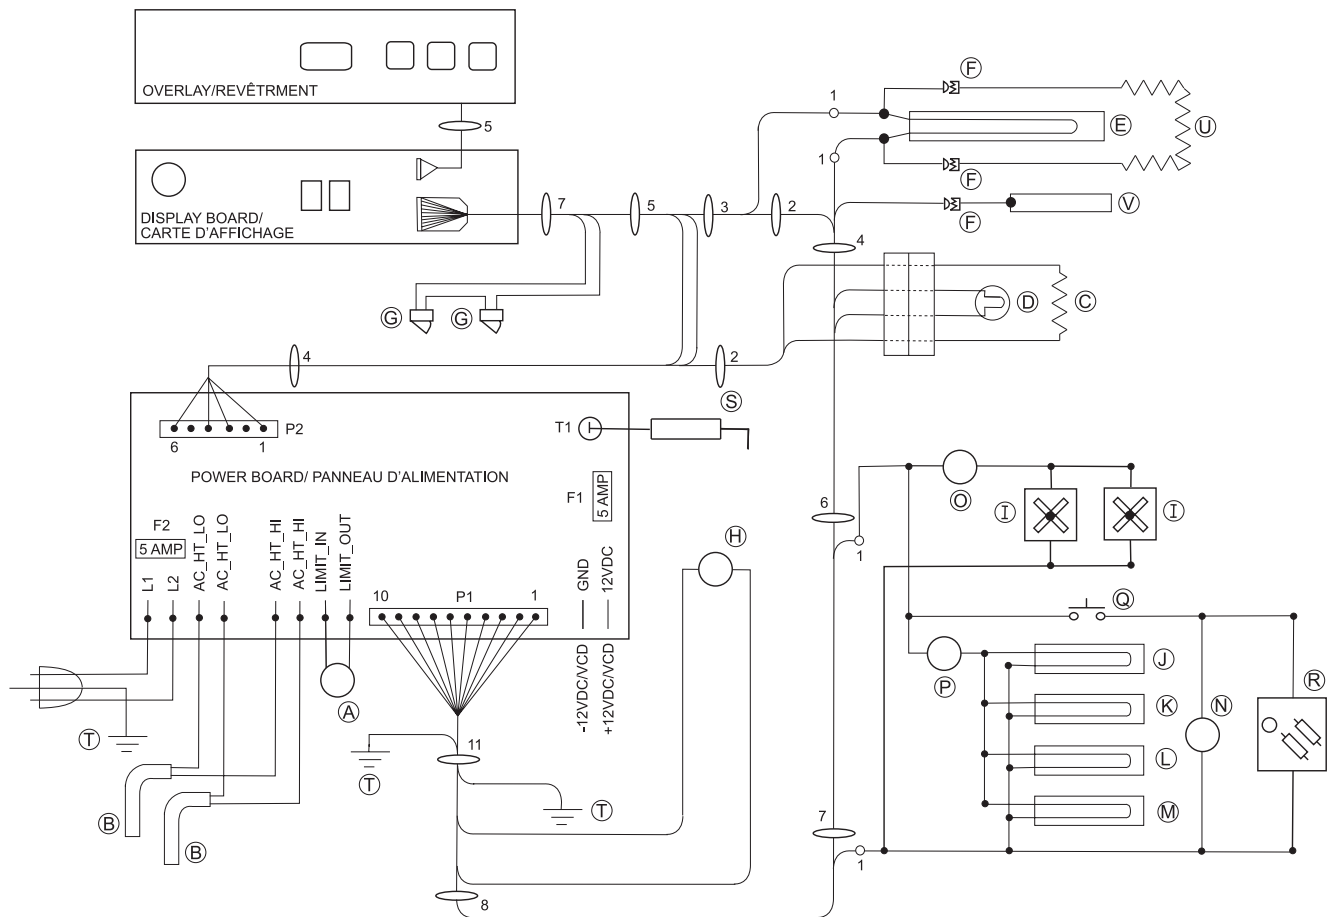 OVERLAY/REVÊTRMENT
5
DISPLAY BOARD/
CARTE D'AFFICHAGE
7
5
3
2
1
1
F
F
F
E
U
V
4
G
G
D
C
4
2
S
P2
6
1
T1
POWER BOARD/ PANNEAU D'ALIMENTATION
F1
5 AMP
F2
5 AMP
L1
L2
AC_HT_LO
AC_HT_LO
AC_HT_HI
AC_HT_HI
LIMIT_IN
LIMIT_OUT
10
P1
1
GND
12VDC
-12VDC/VCD
+12VDC/VCD
H
6
1
O
I
I
Q
P
J
K
L
M
N
R
A
T
B
B
11
T
T
8
7
1